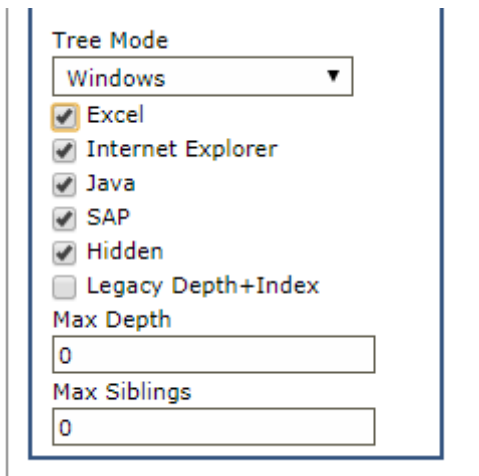 Tree Mode
Windows
Excel
Internet Explorer
Java
SAP
Hidden
Legacy Depth+Index
Max Depth
0
Max Siblings
0